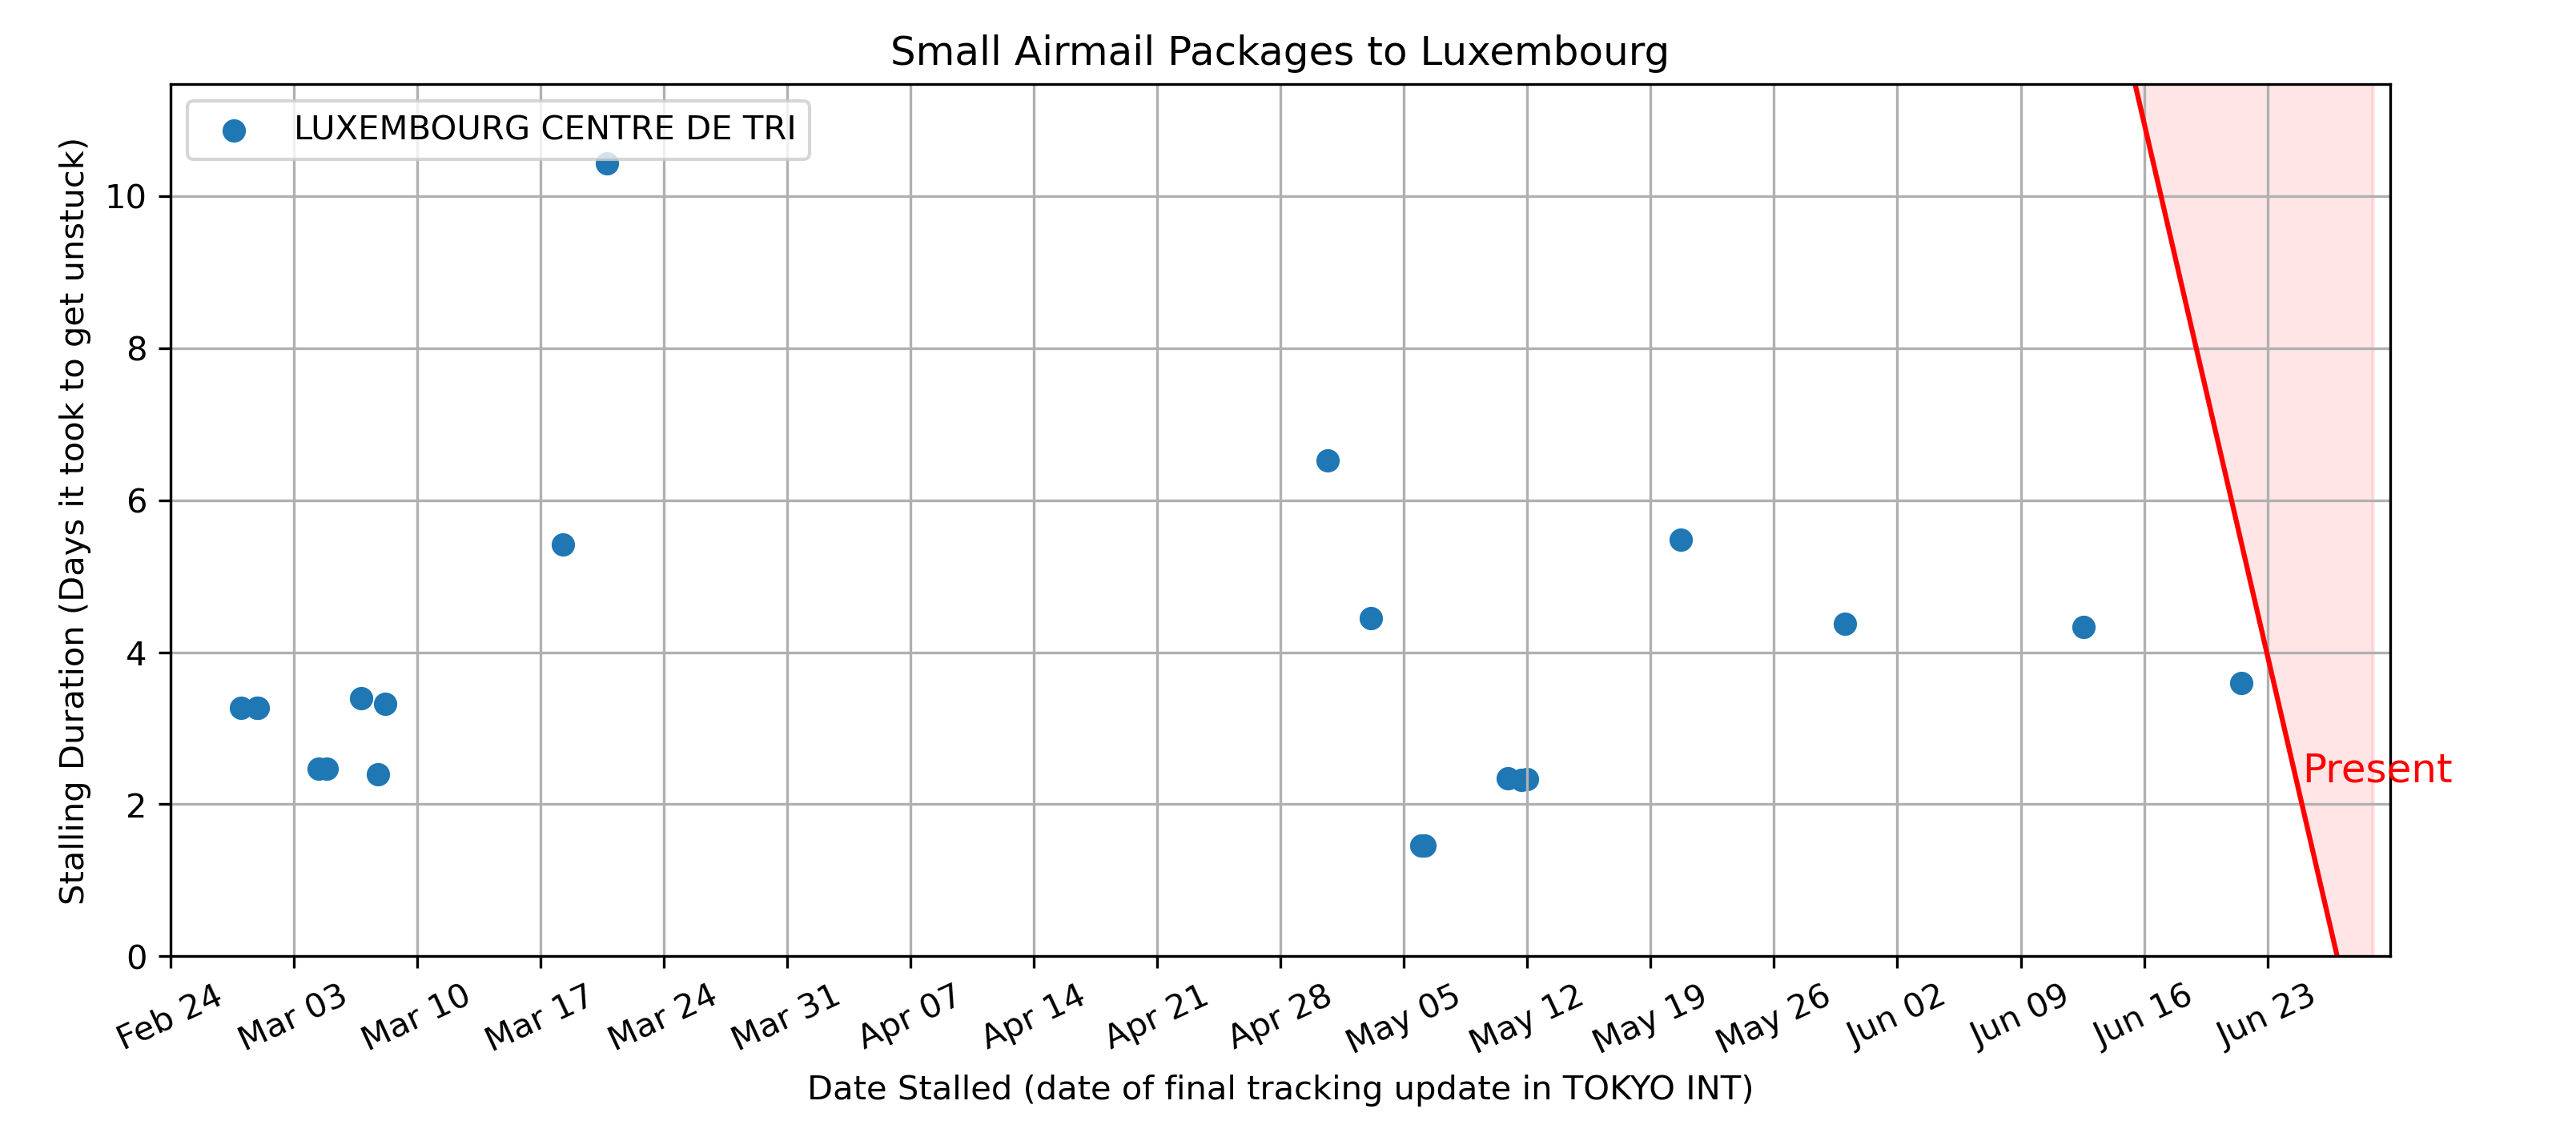 Small Airmail Packages to Luxembourg
LUXEMBOURG CENTRE DE TRI
Stalling Duration (Days it took to get unstuck)
10
8
6
4
2
0
Present
Feb 24
Mar 03
Mar 10
Mar 17
Mar 24
Mar 31
Apr 07
Apr 14
Apr 21
Apr 28
May 05
May 12
May 19
May 26
Jun 02
Jun 09
Jun 16
Jun 23
Date Stalled (date of final tracking update in TOKYO INT)